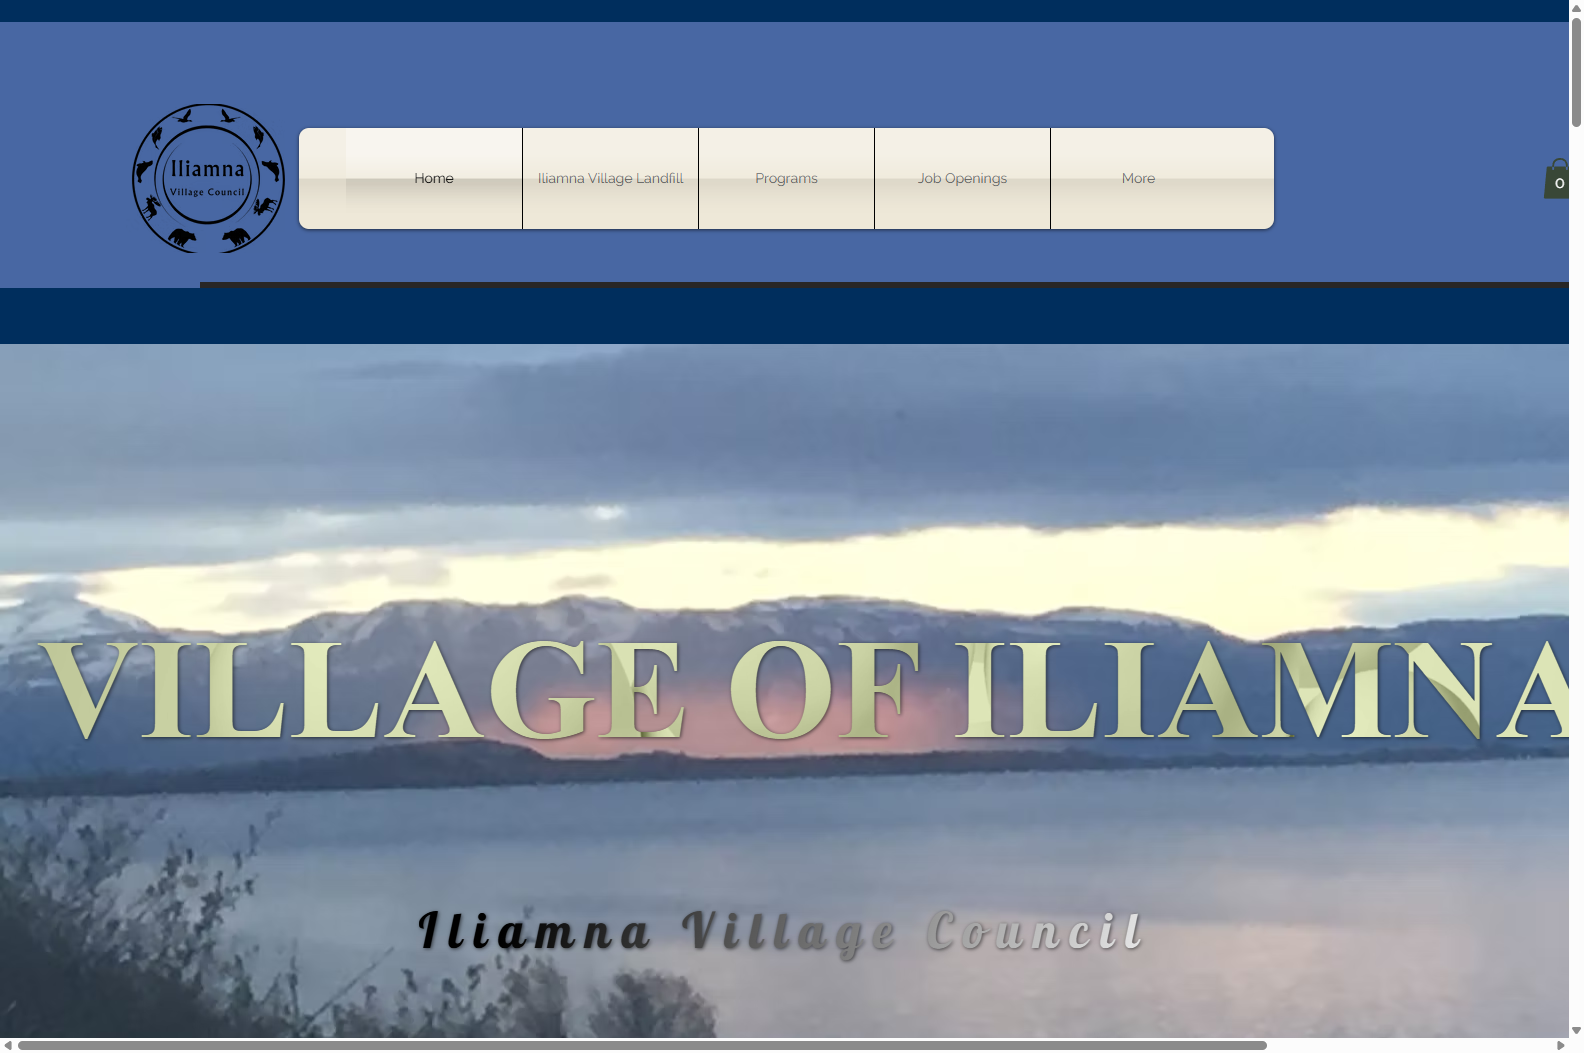 Iliamna
Village Council
Home
Iliamna Village Landfill
Programs
Job Openings
More
0
VILLAGE OF ILIAMNA
Iliamna Village Council